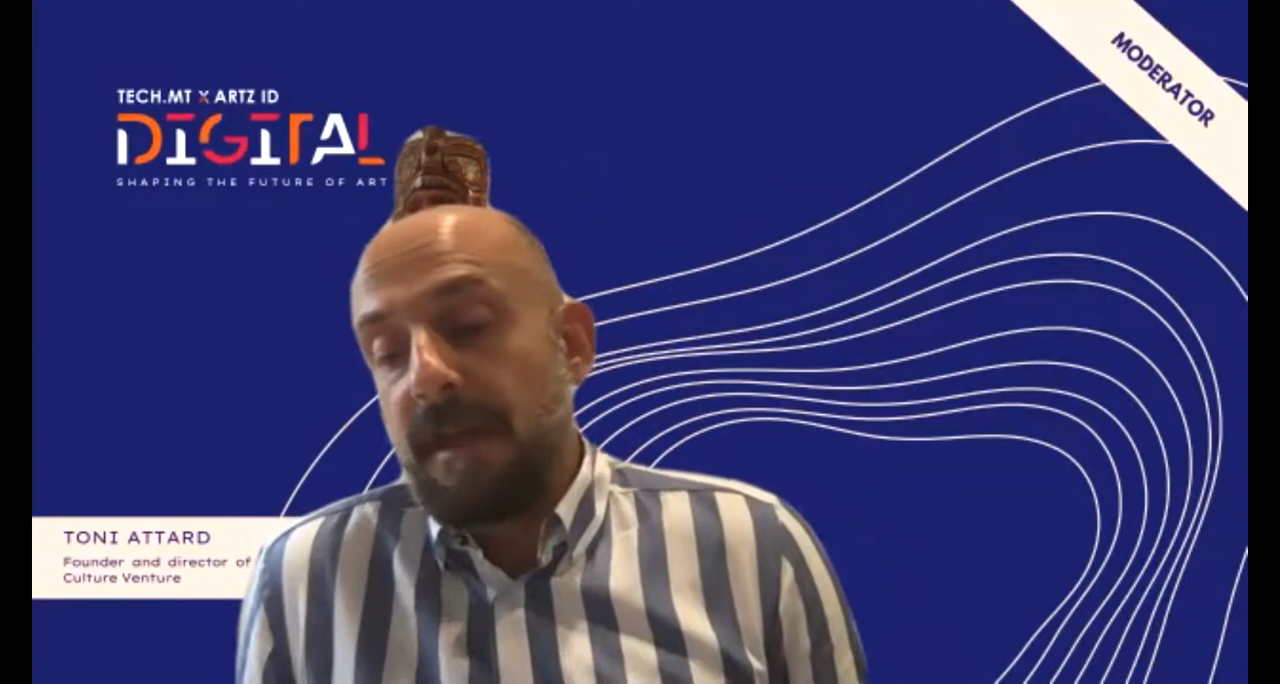 TECH.MT X ARTZ ID
DIGITAL
SHAPING THE FUTURE OF ART
MODERATOR
TONI ATTARD
Founder and director of
Culture Venture